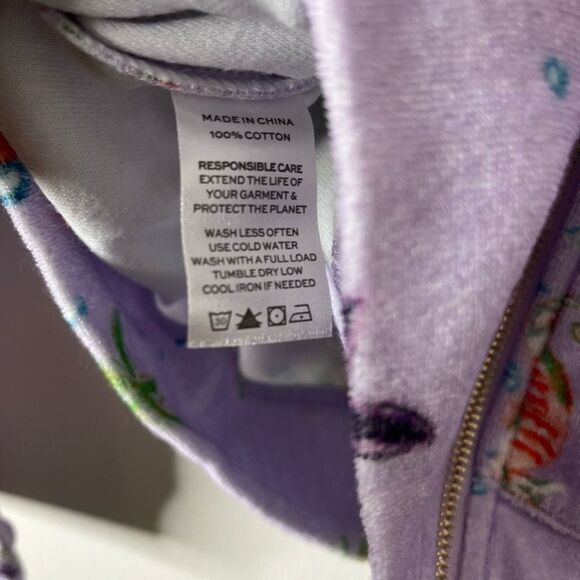 MADE IN CHINA
100% COTTON
RESPONSIBLE CARE
EXTEND THE LIFE OF
YOUR GARMENT &
PROTECT THE PLANET
WASH LESS OFTEN
USE COLD WATER
WASH WITH A FULL LOAD
TUMBLE DRY LOW
COOL IRON IF NEEDED
30